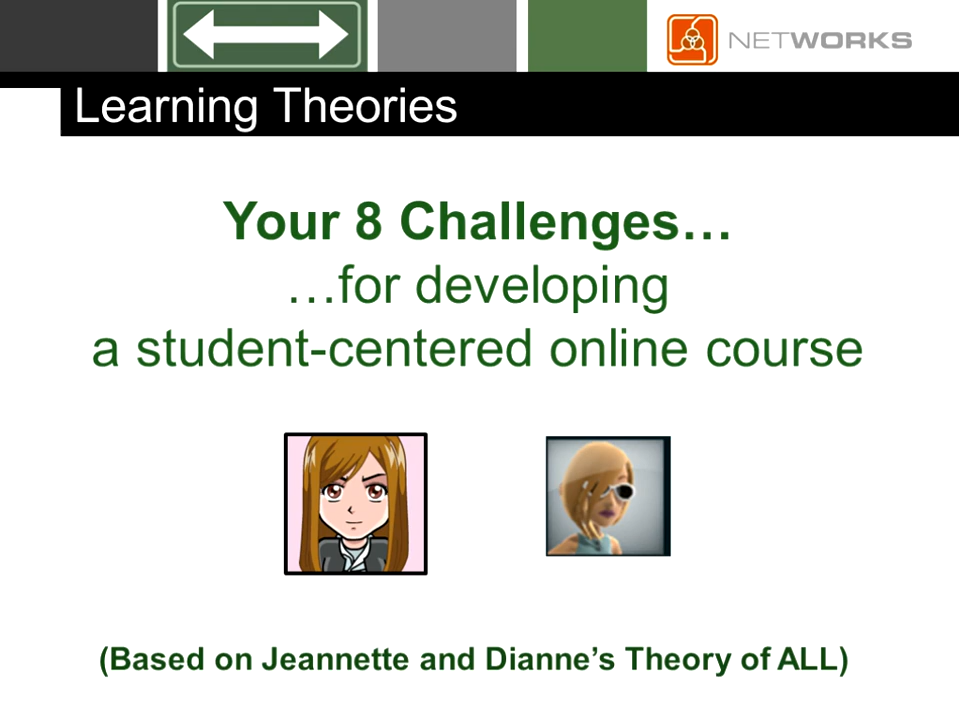 NETWORKS
Learning Theories
Your 8 Challenges…
…for developing
a student-centered online course
(Based on Jeannette and Dianne’s Theory of ALL)